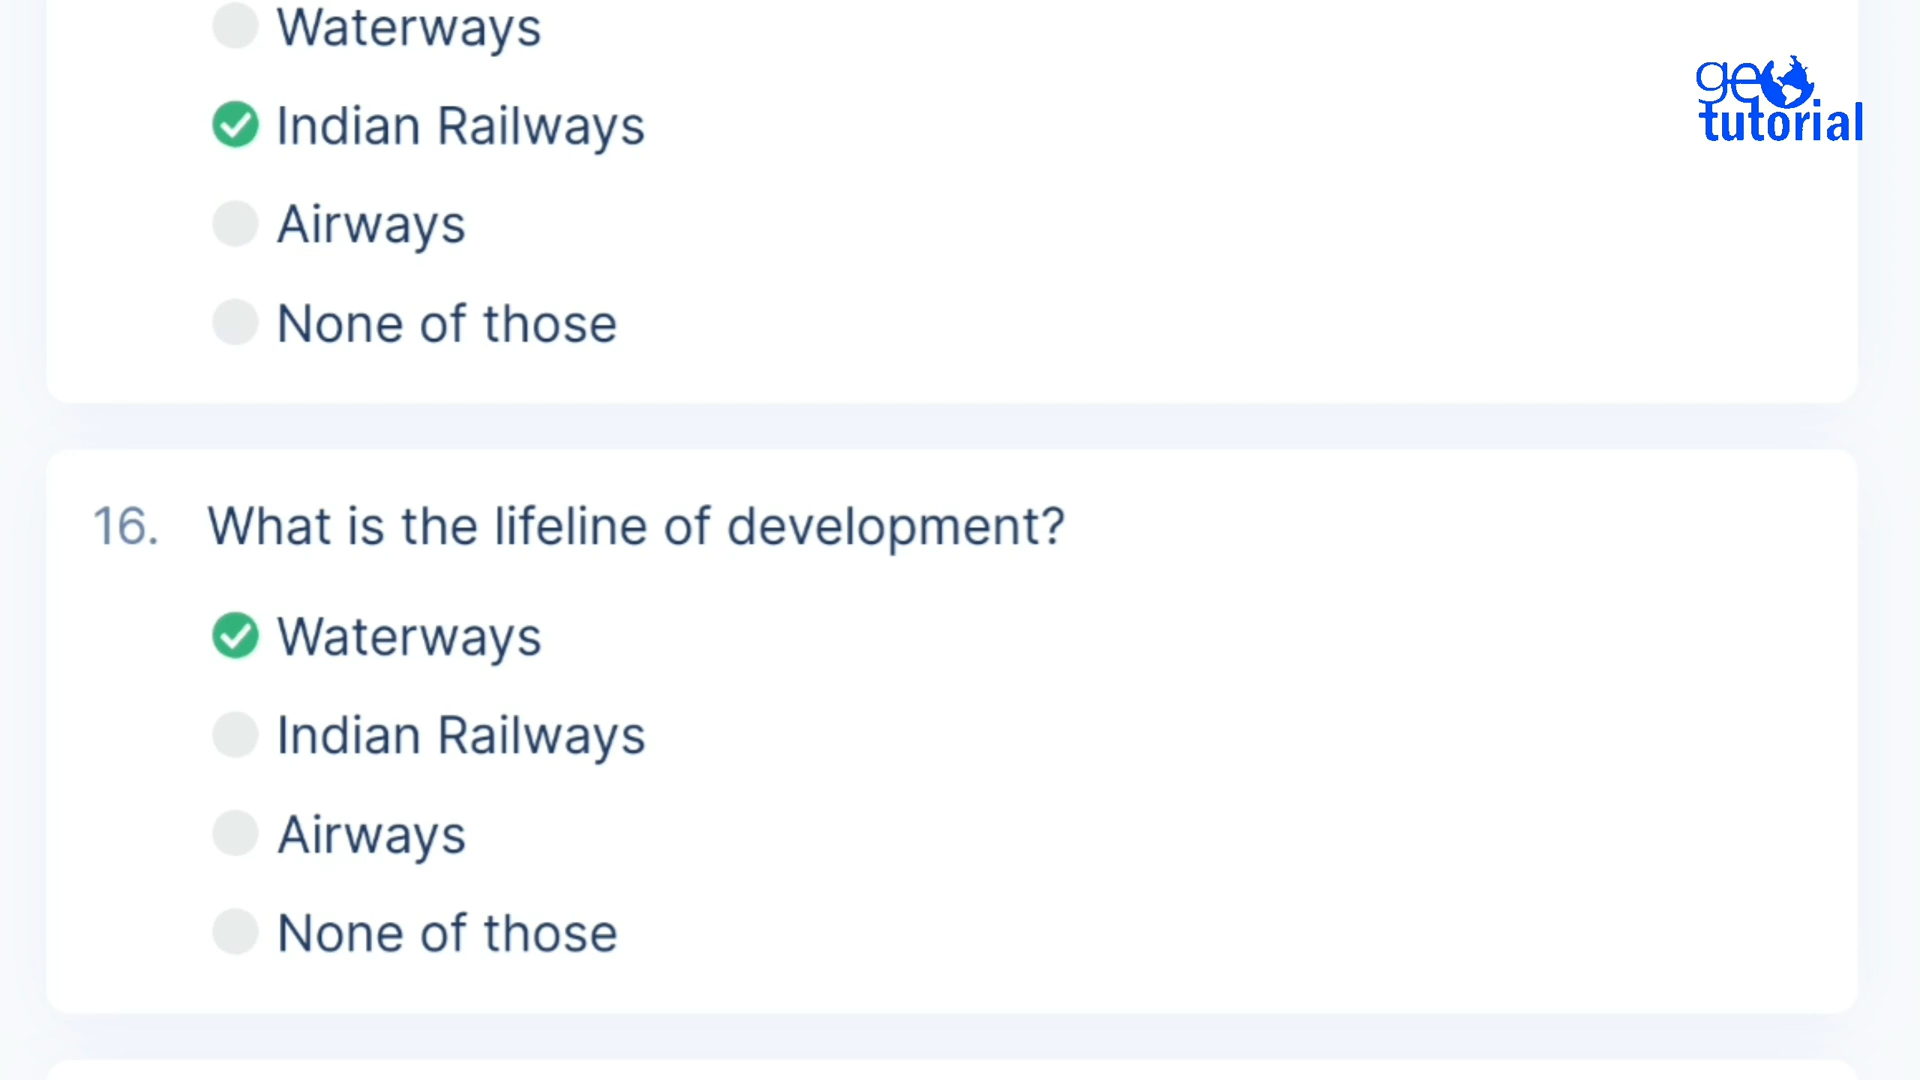 Waterways
geo
tutorial
Indian Railways
Airways
None of those
16. What is the lifeline of development?
Waterways
Indian Railways
Airways
None of those